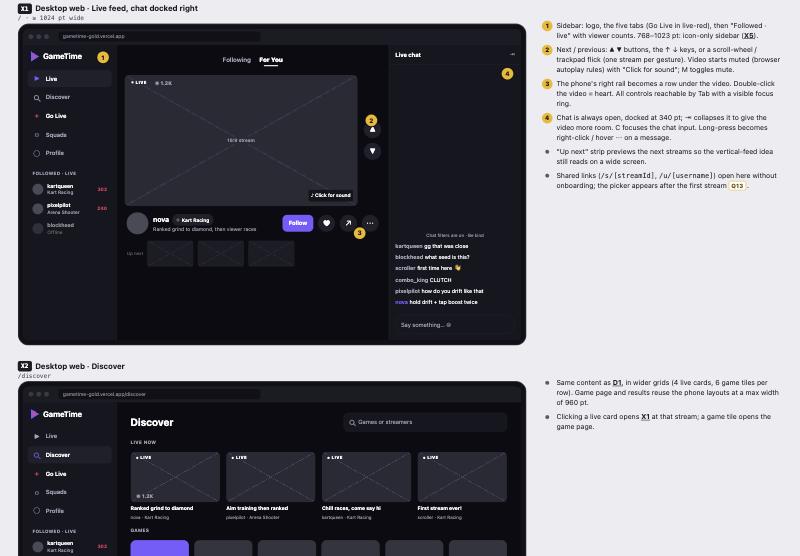 X1 Desktop web · Live feed, chat docked right
/ · ≥ 1024 pt wide
gametime-gold.vercel.app
GameTime
1
Live
Discover
Go Live
Squads
Profile
FOLLOWED · LIVE
kartqueen
Kart Racing
302
pixelpilot
Arena Shooter
240
blockhead
Offline
Following
For You
LIVE
1.2K
16:9 stream
♪ Click for sound
2
nova
Kart Racing
Ranked grind to diamond, then viewer races
Follow
3
Up next
Live chat
4
Chat filters are on · Be kind
kartqueen gg that was close
blockhead what seed is this?
scroller first time here 👋
combo_king CLUTCH
pixelpilot how do you drift like that
nova hold drift + tap boost twice
Say something… ☺
1 Sidebar: logo, the five tabs (Go Live in live-red), then "Followed ·
live" with viewer counts. 768–1023 pt: icon-only sidebar (X5).
2 Next / previous: ▲ ▼ buttons, the ↑ ↓ keys, or a scroll-wheel /
trackpad flick (one stream per gesture). Video starts muted (browser
autoplay rules) with "Click for sound"; M toggles mute.
3 The phone's right rail becomes a row under the video. Double-click
the video = heart. All controls reachable by Tab with a visible focus
ring.
4 Chat is always open, docked at 340 pt; ⇥ collapses it to give the
video more room. C focuses the chat input. Long-press becomes
right-click / hover ⋯ on a message.
"Up next" strip previews the next streams so the vertical-feed idea
still reads on a wide screen.
Shared links (/s/[streamId], /u/[username]) open here without
onboarding; the picker appears after the first stream Q13.
X2 Desktop web · Discover
/discover
gametime-gold.vercel.app/discover
GameTime
Live
Discover
Go Live
Squads
Profile
FOLLOWED · LIVE
kartqueen
Kart Racing
302
Discover
Games or streamers
LIVE NOW
LIVE
1.2K
Ranked grind to diamond
nova · Kart Racing
LIVE
Aim training then ranked
pixelpilot · Arena Shooter
LIVE
Chill races, come say hi
kartqueen · Kart Racing
LIVE
First stream ever!
scroller · Kart Racing
GAMES
Same content as D1, in wider grids (4 live cards, 6 game tiles per
row). Game page and results reuse the phone layouts at a max width
of 960 pt.
Clicking a live card opens X1 at that stream; a game tile opens the
game page.